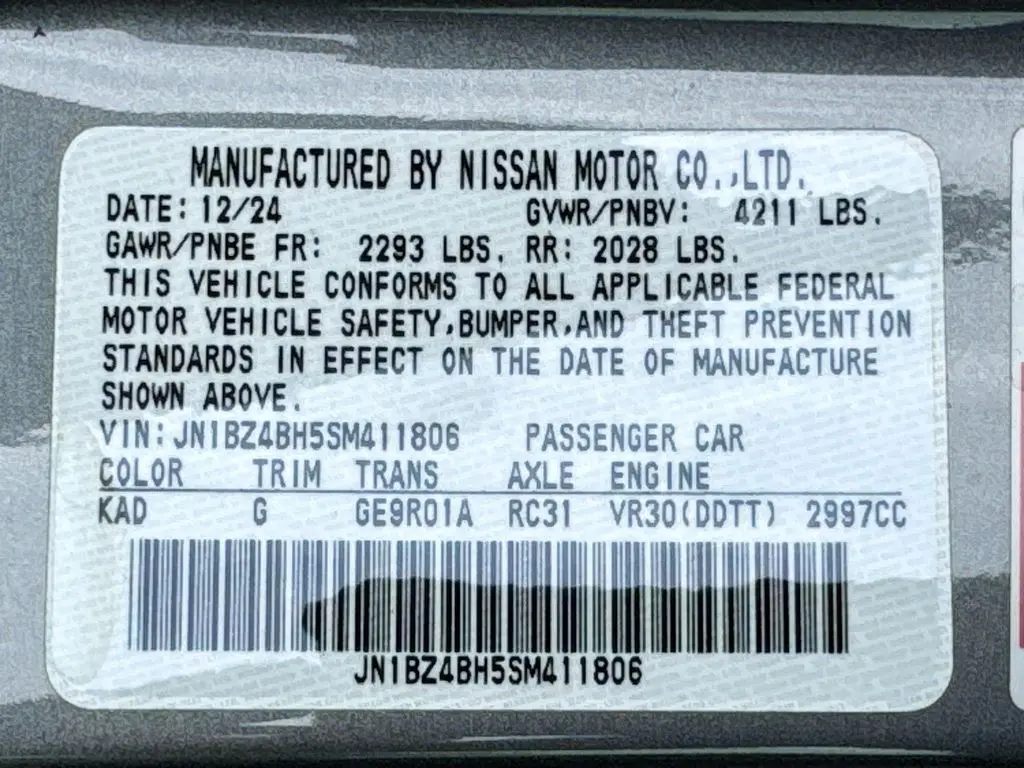 MANUFACTURED BY NISSAN MOTOR CO.,LTD.
DATE: 12/24 GVWR/PNBV: 4211 LBS.
GAWR/PNBE FR: 2293 LBS. RR: 2028 LBS.
THIS VEHICLE CONFORMS TO ALL APPLICABLE FEDERAL
MOTOR VEHICLE SAFETY,BUMPER,AND THEFT PREVENTION
STANDARDS IN EFFECT ON THE DATE OF MANUFACTURE
SHOWN ABOVE.
VIN:JN1BZ4BH5SM411806 PASSENGER CAR
COLOR TRIM TRANS AXLE ENGINE
KAD G GE9R01A RC31 VR30(DDTT) 2997CC
JN1BZ4BH5SM411806